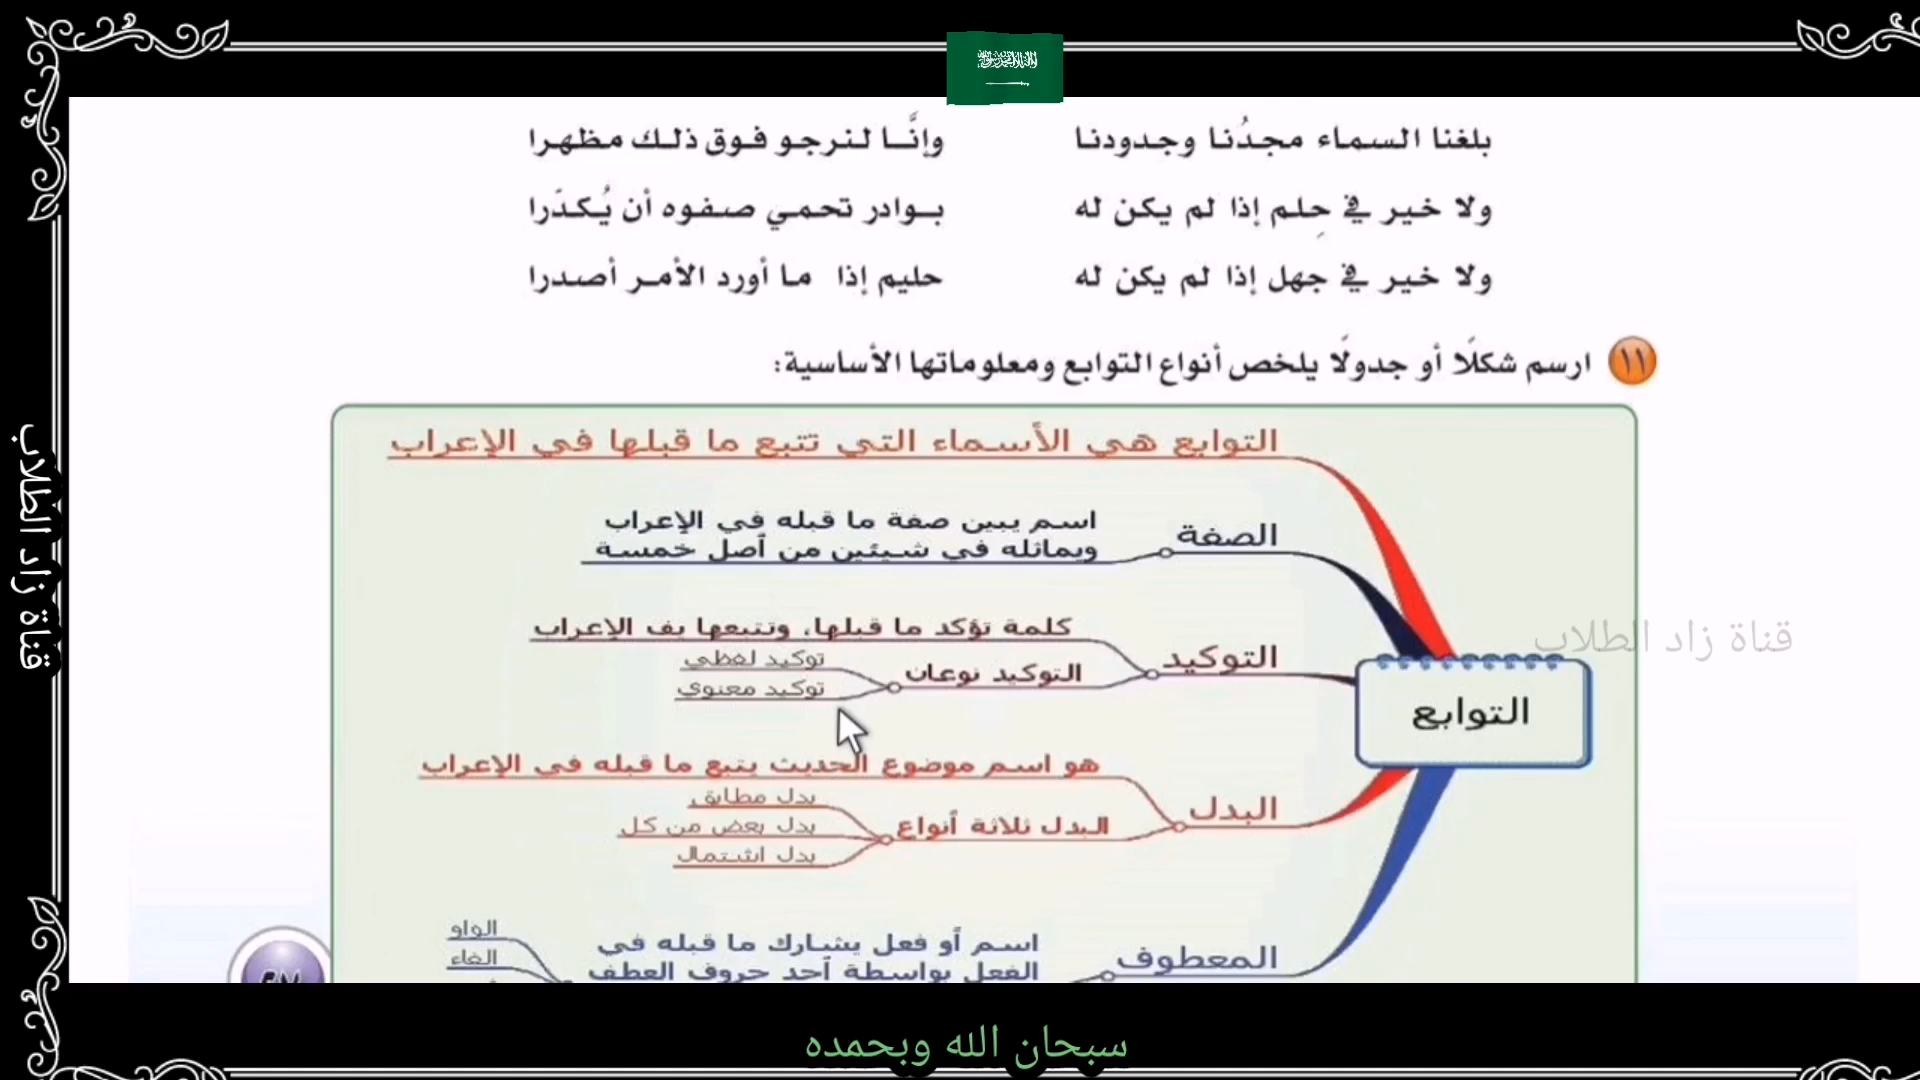 بلغنا السماء مجدُنا وجدودنا وإنَّا لنرجو فوق ذلك مظهرا
ولا خير في حِلم إذا لم يكن له بوادر تحمي صفوه أن يُكدّرا
ولا خير في جهل إذا لم يكن له حليم إذا ما أورد الأمر أصدرا
١١ ارسم شكلًا أو جدولًا يلخص أنواع التوابع ومعلوماتها الأساسية:
التوابع
التوابع هي الأسماء التي تتبع ما قبلها في الإعراب
الصفة
اسم يبين صفة ما قبله في الإعراب
ويماثله في شيئين من أصل خمسة
التوكيد
كلمة تؤكد ما قبلها، وتتبعها يف الإعراب
التوكيد نوعان
توكيد لفظي
توكيد معنوي
البدل
هو اسم موضوع الحديث يتبع ما قبله في الإعراب
البدل ثلاثة أنواع
بدل مطابق
بدل بعض من كل
بدل اشتمال
المعطوف
اسم أو فعل يشارك ما قبله في
الفعل بواسطة أحد حروف العطف
الواو
الفاء
قناة زاد الطلاب
قناة زاد الطلاب
سبحان الله وبحمده